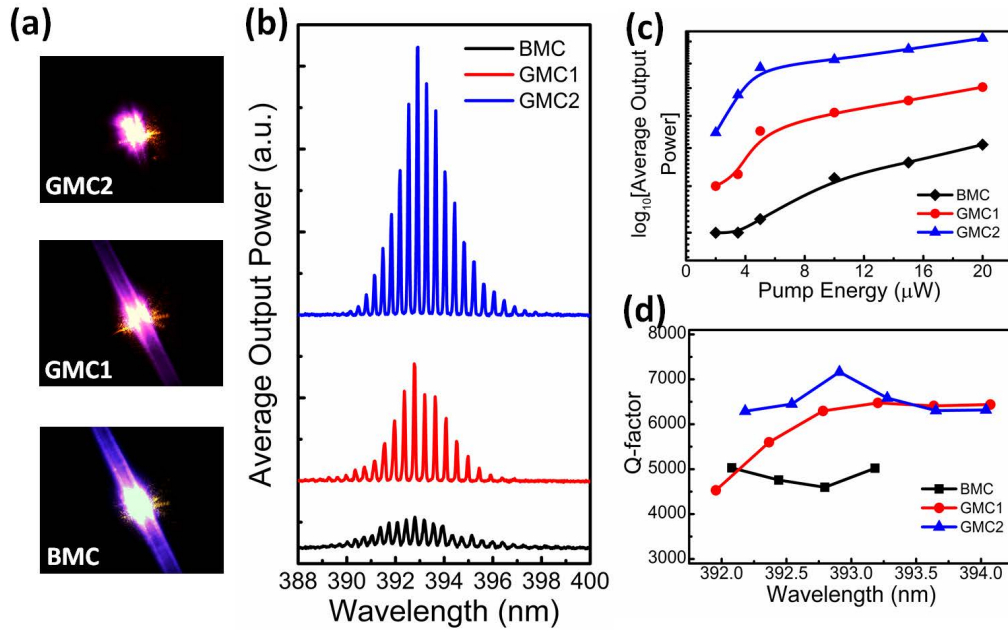 (a)
GMC2
GMC1
BMC
(b)
Average Output Power (a.u.)
BMC
GMC1
GMC2
388 390 392 394 396 398 400
Wavelength (nm)
(c)
log10[Average Output
Power]
BMC
GMC1
GMC2
0 4 8 12 16 20
Pump Energy (μW)
(d)
Q-factor
8000
7000
6000
5000
4000
3000
BMC
GMC1
GMC2
392.0 392.5 393.0 393.5 394.0
Wavelength (nm)